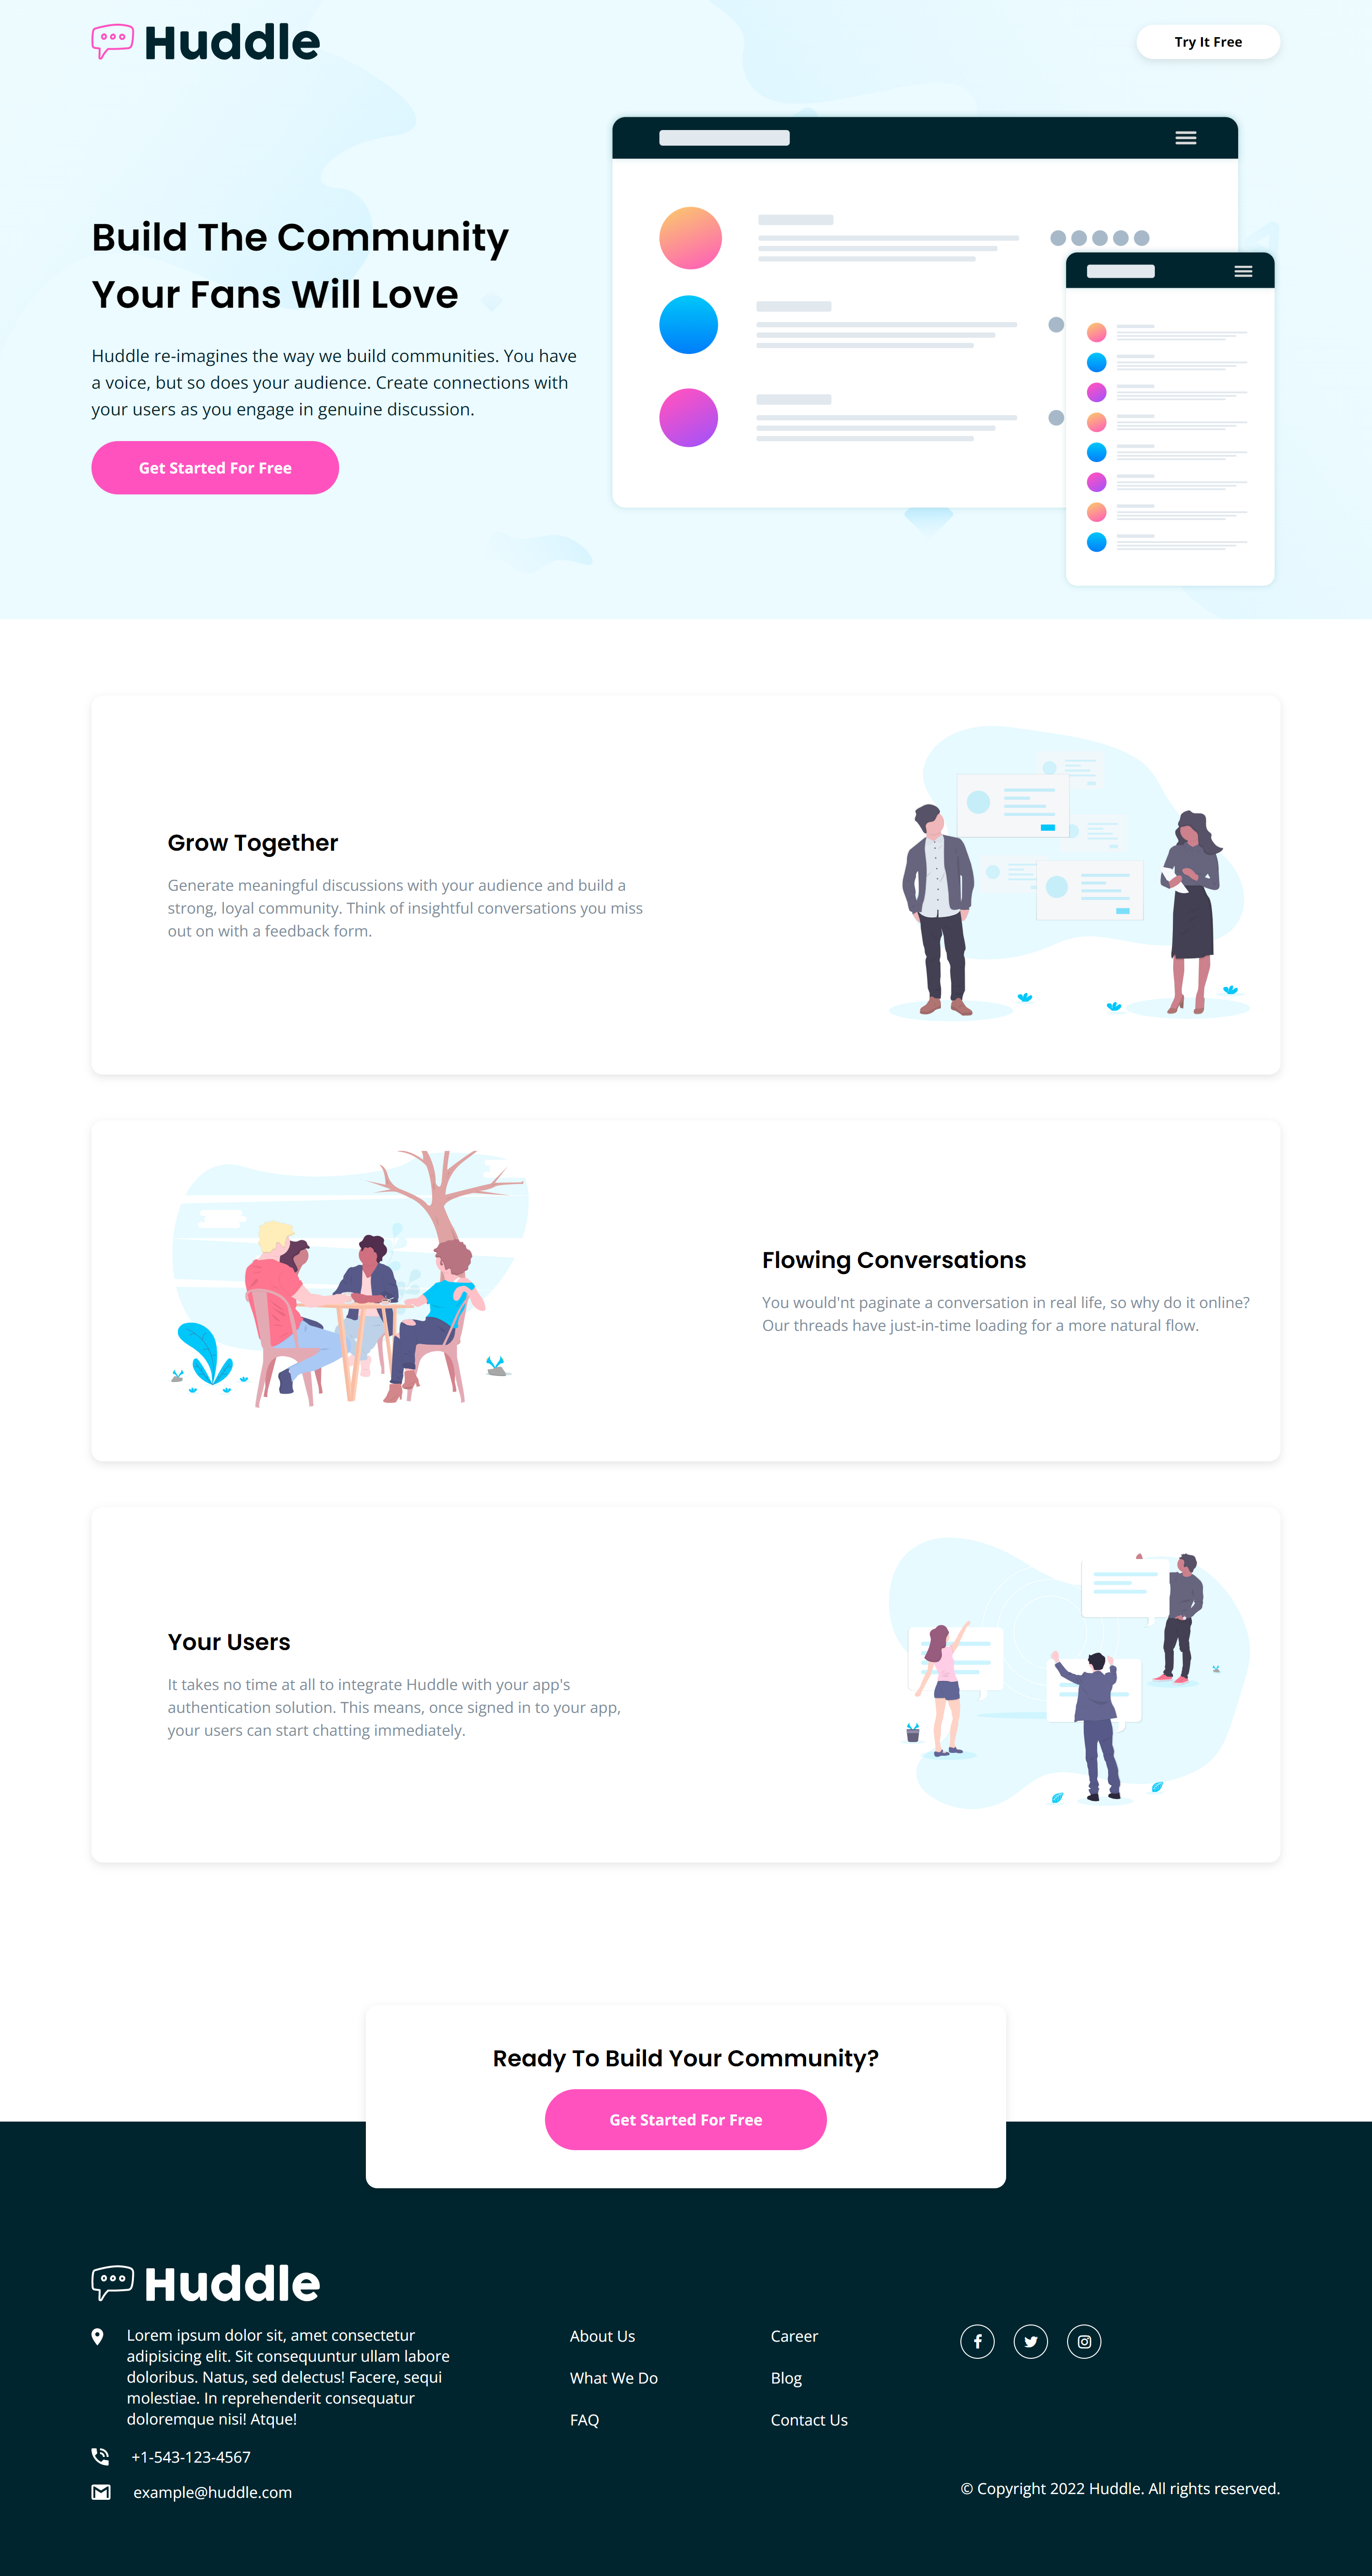 Huddle
Try It Free
Build The Community
Your Fans Will Love
Huddle re-imagines the way we build communities. You have
a voice, but so does your audience. Create connections with
your users as you engage in genuine discussion.
Get Started For Free
Grow Together
Generate meaningful discussions with your audience and build a
strong, loyal community. Think of insightful conversations you miss
out on with a feedback form.
Flowing Conversations
You would'nt paginate a conversation in real life, so why do it online?
Our threads have just-in-time loading for a more natural flow.
Your Users
It takes no time at all to integrate Huddle with your app's
authentication solution. This means, once signed in to your app,
your users can start chatting immediately.
Ready To Build Your Community?
Get Started For Free
Huddle
Lorem ipsum dolor sit, amet consectetur
adipisicing elit. Sit consequuntur ullam labore
doloribus. Natus, sed delectus! Facere, sequi
molestiae. In reprehenderit consequatur
doloremque nisi! Atque!
+1-543-123-4567
example@huddle.com
About Us
What We Do
FAQ
Career
Blog
Contact Us
© Copyright 2022 Huddle. All rights reserved.